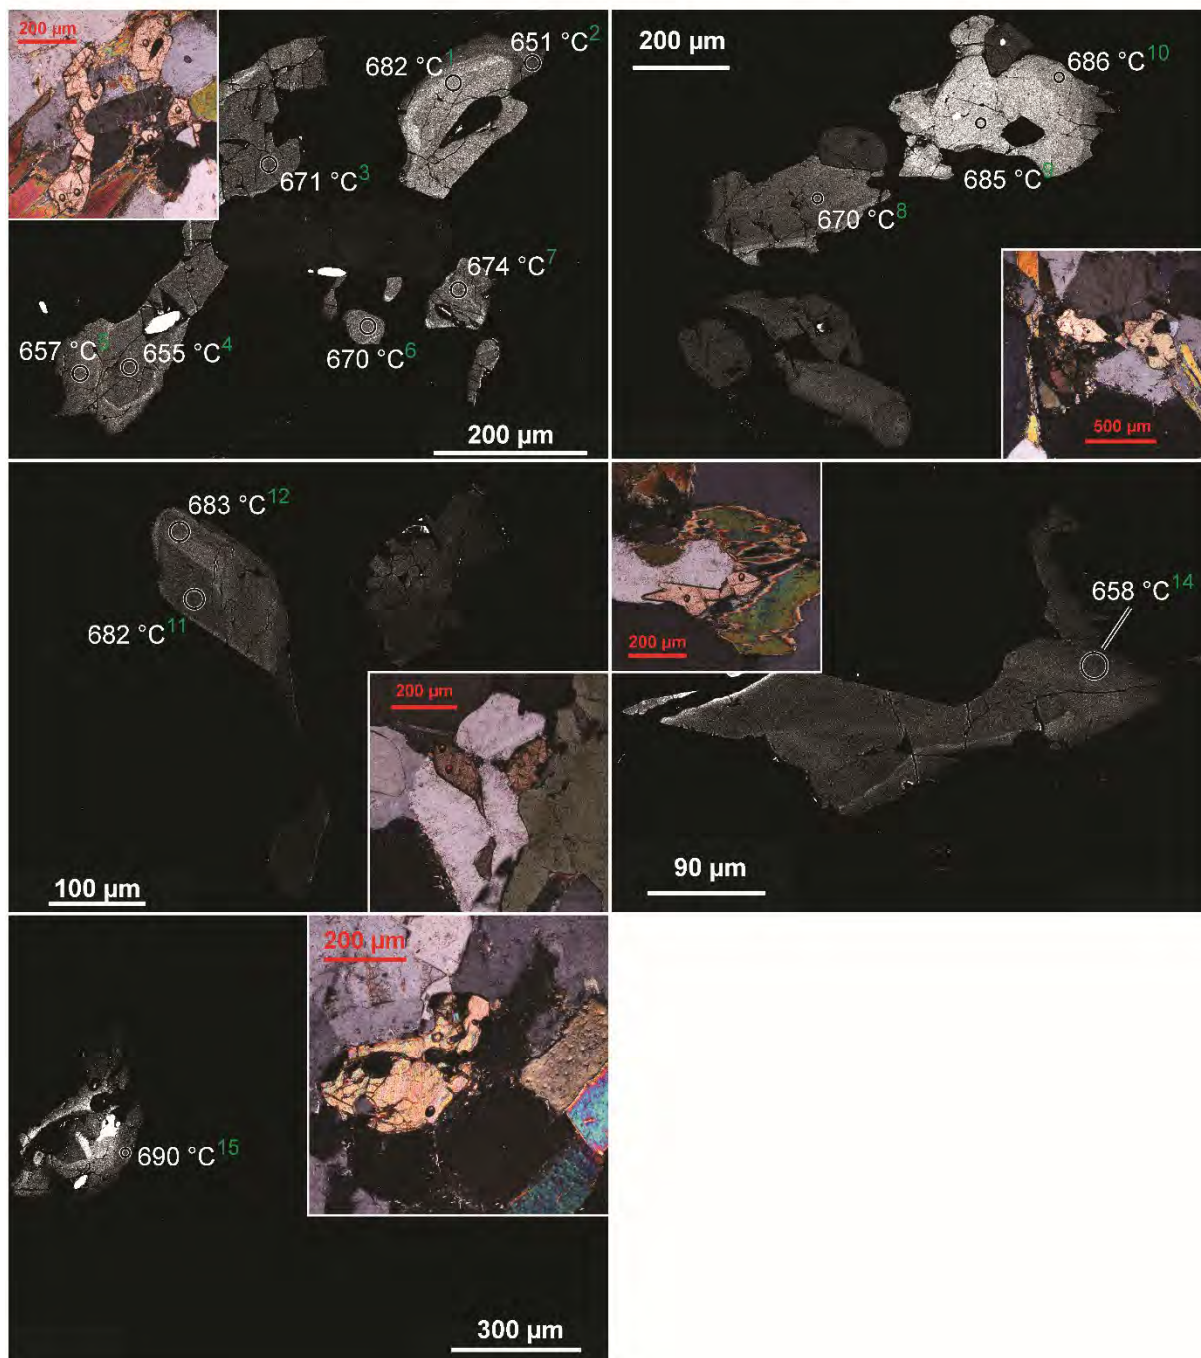 200 µm
682 °C1
651 °C2
671 °C3
674 °C7
657 °C5
655 °C4
670 °C6
200 µm
200 µm
686 °C10
685 °C9
670 °C8
500 µm
683 °C12
682 °C11
200 µm
100 µm
200 µm
658 °C14
90 µm
200 µm
690 °C15
300 µm